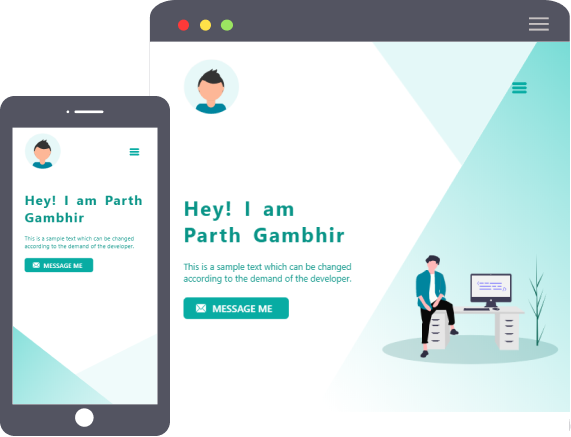 Hey! I am Parth
Gambhir
This is a sample text which can be changed
according to the demand of the developer.
MESSAGE ME
Hey! I am
Parth Gambhir
This is a sample text which can be changed
according to the demand of the developer.
MESSAGE ME